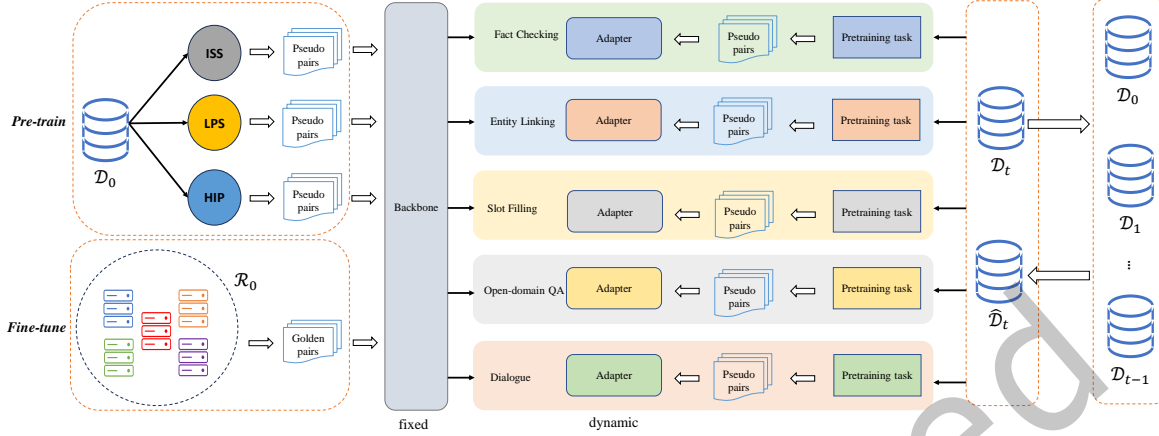 Pre-train
𝒟₀
ISS
LPS
HIP
Pseudo
pairs
Pseudo
pairs
Pseudo
pairs
Fine-tune
ℛ₀
Golden
pairs
Backbone
fixed
Fact Checking
Adapter
Pseudo
pairs
Pretraining task
Entity Linking
Adapter
Pseudo
pairs
Pretraining task
Slot Filling
Adapter
Pseudo
pairs
Pretraining task
Open-domain QA
Adapter
Pseudo
pairs
Pretraining task
Dialogue
Adapter
Pseudo
pairs
Pretraining task
dynamic
𝒟ₜ
𝒟̂ₜ
𝒟₀
𝒟₁
...
𝒟ₜ₋₁